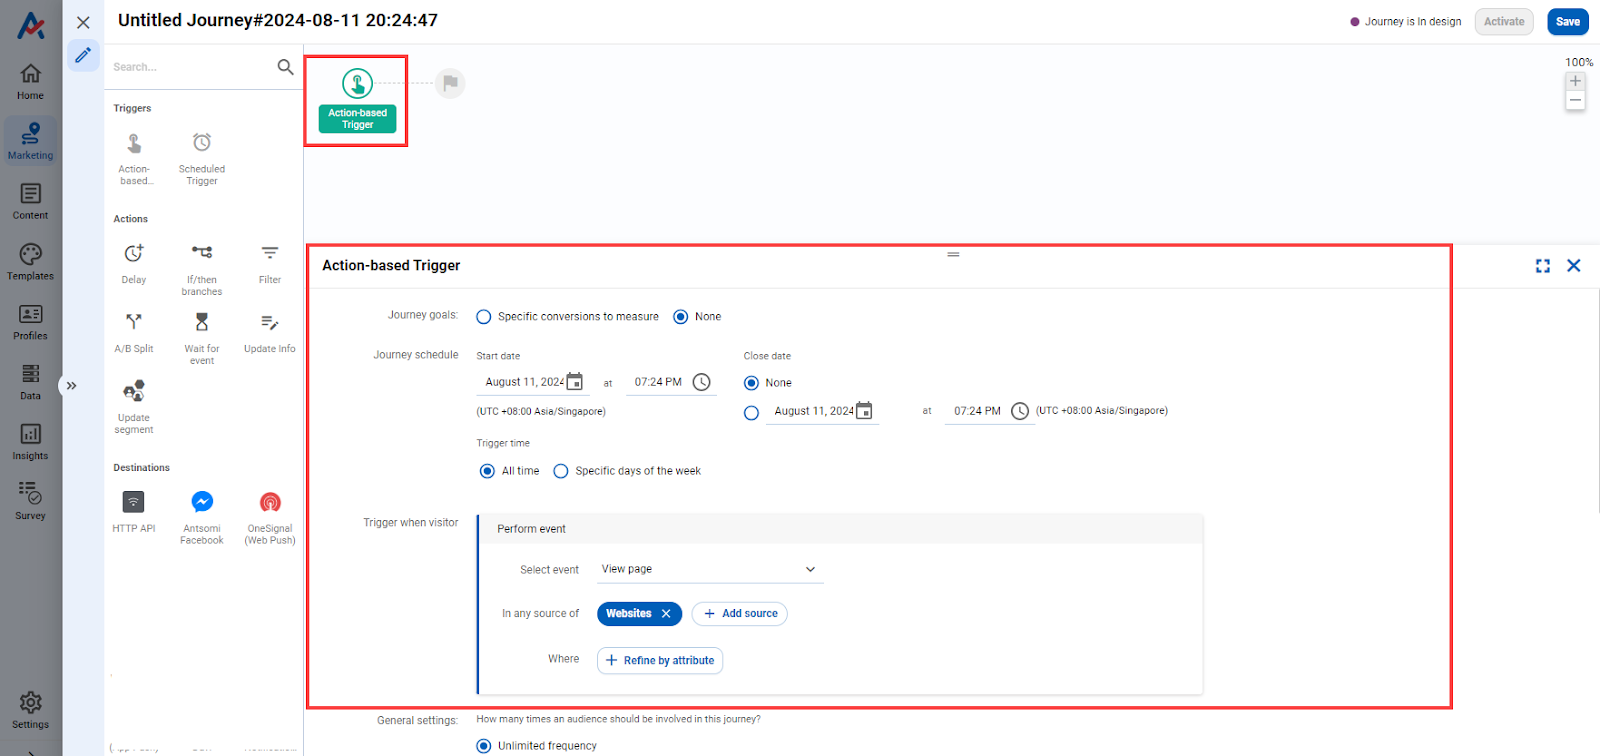 Untitled Journey#2024-08-11 20:24:47
Journey is In design
Activate
Save
Home
Marketing
Content
Templates
Profiles
Data
Insights
Survey
Settings
Search...
Triggers
Action-
based...
Scheduled
Trigger
Actions
Delay
If/then
branches
Filter
A/B Split
Wait for
event
Update Info
Update
segment
Destinations
HTTP API
Antsomi
Facebook
OneSignal
(Web Push)
Action-based
Trigger
100%
Action-based Trigger
Journey goals:
Specific conversions to measure
None
Journey schedule
Start date
August 11, 2024
at
07:24 PM
(UTC +08:00 Asia/Singapore)
Close date
None
August 11, 2024
at
07:24 PM
(UTC +08:00 Asia/Singapore)
Trigger time
All time
Specific days of the week
Trigger when visitor
Perform event
Select event
View page
In any source of
Websites
Add source
Where
Refine by attribute
General settings:
How many times an audience should be involved in this journey?
Unlimited frequency